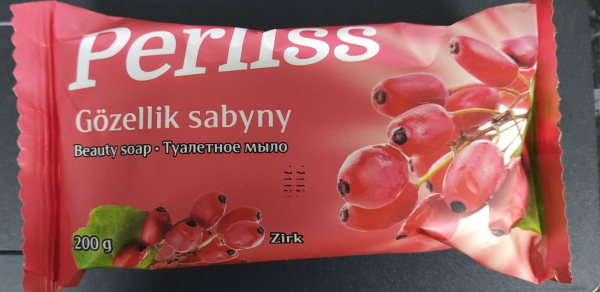 Perliss
Gözellik sabyny
Beauty soap • Туалетное мыло
200 g
Zirk